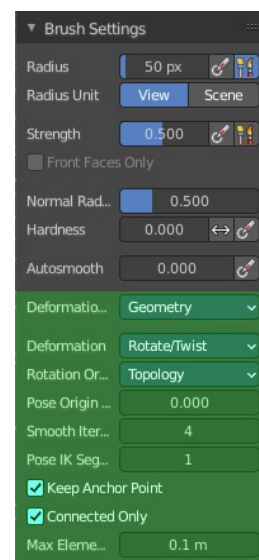 Brush Settings
Radius 50 px
Radius Unit View Scene
Strength 0.500
Front Faces Only
Normal Rad... 0.500
Hardness 0.000
Autosmooth 0.000
Deformatio... Geometry
Deformation Rotate/Twist
Rotation Or... Topology
Pose Origin ... 0.000
Smooth Iter... 4
Pose IK Seg... 1
Keep Anchor Point
Connected Only
Max Eleme... 0.1 m